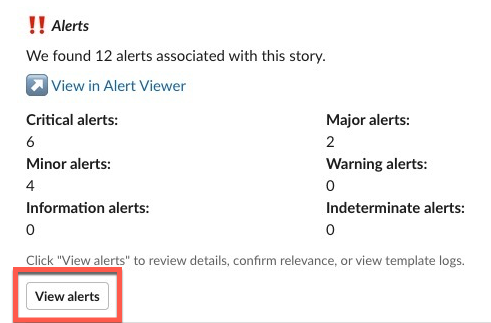 ‼ Alerts
We found 12 alerts associated with this story.
View in Alert Viewer
Critical alerts: Major alerts:
6 2
Minor alerts: Warning alerts:
4 0
Information alerts: Indeterminate alerts:
0 0
Click "View alerts" to review details, confirm relevance, or view template logs.
View alerts